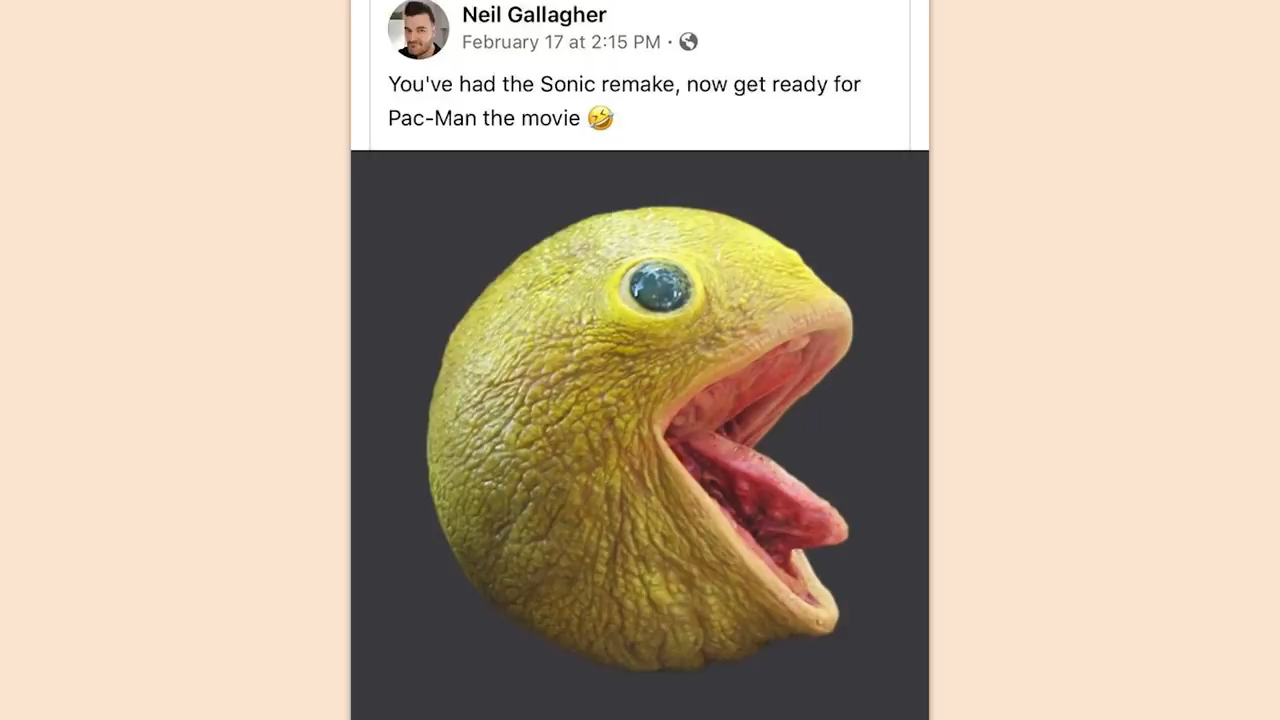 Neil Gallagher
February 17 at 2:15 PM ·
You've had the Sonic remake, now get ready for
Pac-Man the movie 🤣